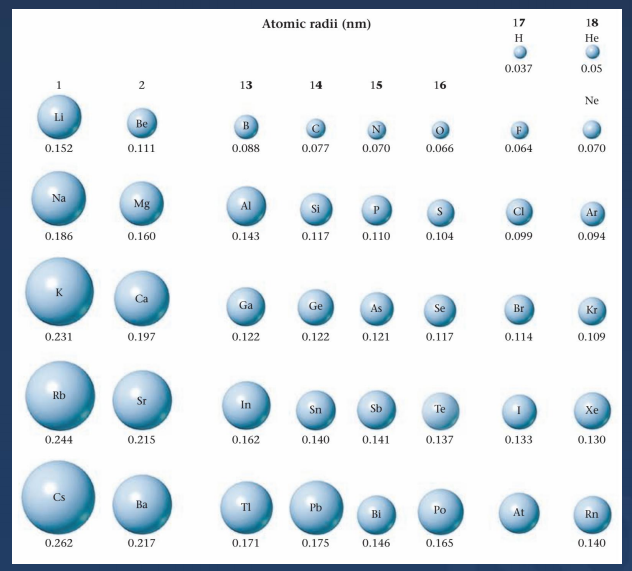 Atomic radii (nm)
17 18
H He
0.037 0.05
1 2 13 14 15 16
Ne
Li Be B C N O F
0.152 0.111 0.088 0.077 0.070 0.066 0.064 0.070
Na Mg Al Si P S Cl Ar
0.186 0.160 0.143 0.117 0.110 0.104 0.099 0.094
K Ca Ga Ge As Se Br Kr
0.231 0.197 0.122 0.122 0.121 0.117 0.114 0.109
Rb Sr In Sn Sb Te I Xe
0.244 0.215 0.162 0.140 0.141 0.137 0.133 0.130
Cs Ba Tl Pb Bi Po At Rn
0.262 0.217 0.171 0.175 0.146 0.165 0.140